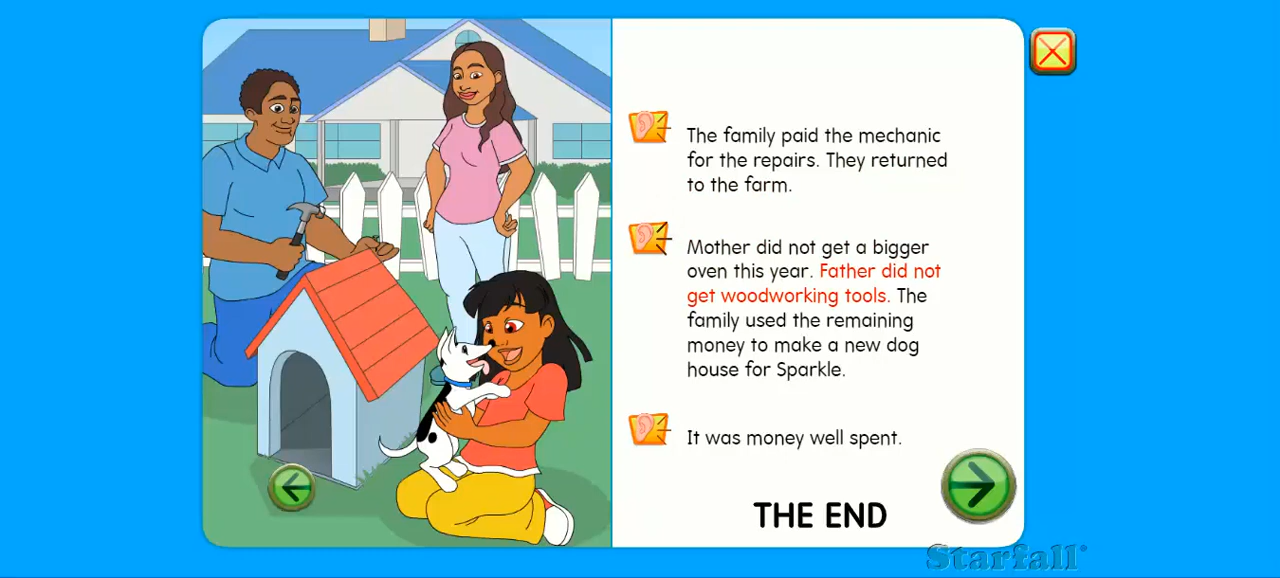 The family paid the mechanic
for the repairs. They returned
to the farm.
Mother did not get a bigger
oven this year. Father did not
get woodworking tools. The
family used the remaining
money to make a new dog
house for Sparkle.
It was money well spent.
THE END
Starfall